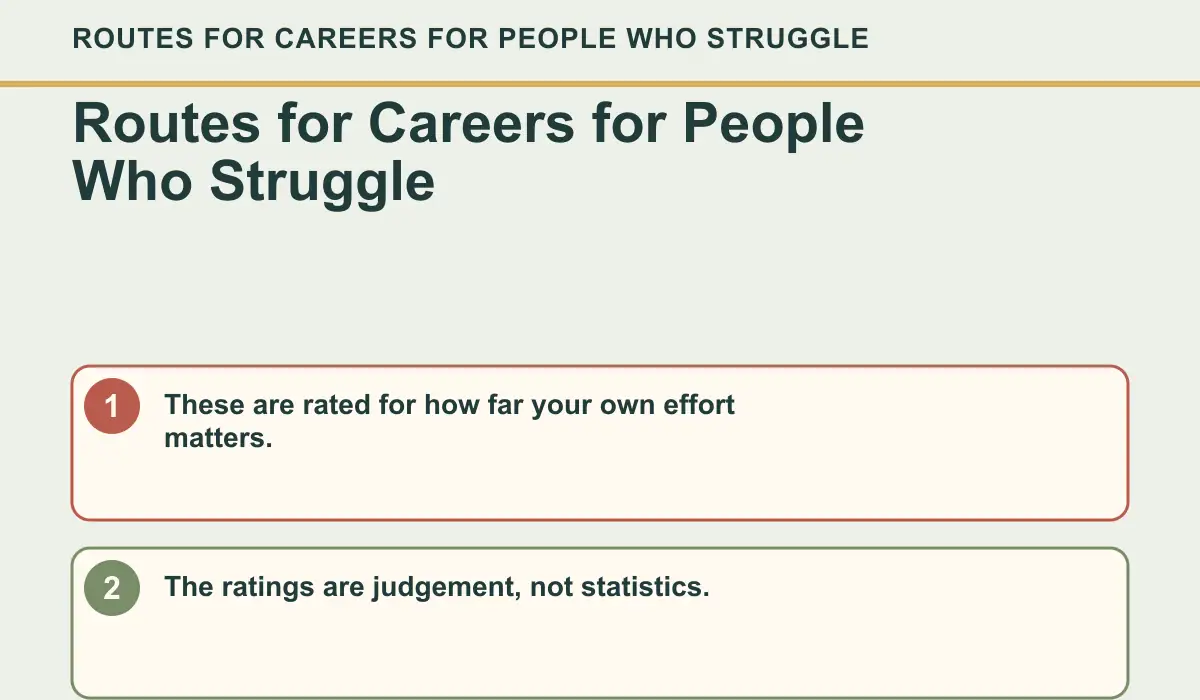 ROUTES FOR CAREERS FOR PEOPLE WHO STRUGGLE
Routes for Careers for People
Who Struggle
1
These are rated for how far your own effort
matters.
2
The ratings are judgement, not statistics.